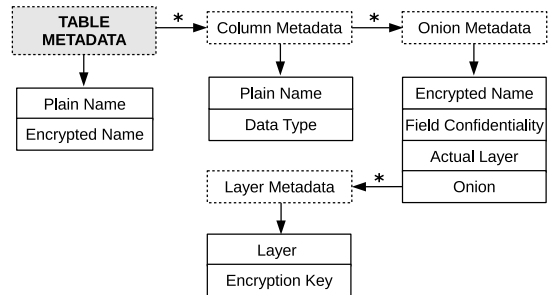 TABLE
METADATA
*
Column Metadata
*
Onion Metadata
Plain Name
Encrypted Name
Plain Name
Data Type
Encrypted Name
Field Confidentiality
Actual Layer
Onion
*
Layer Metadata
Layer
Encryption Key